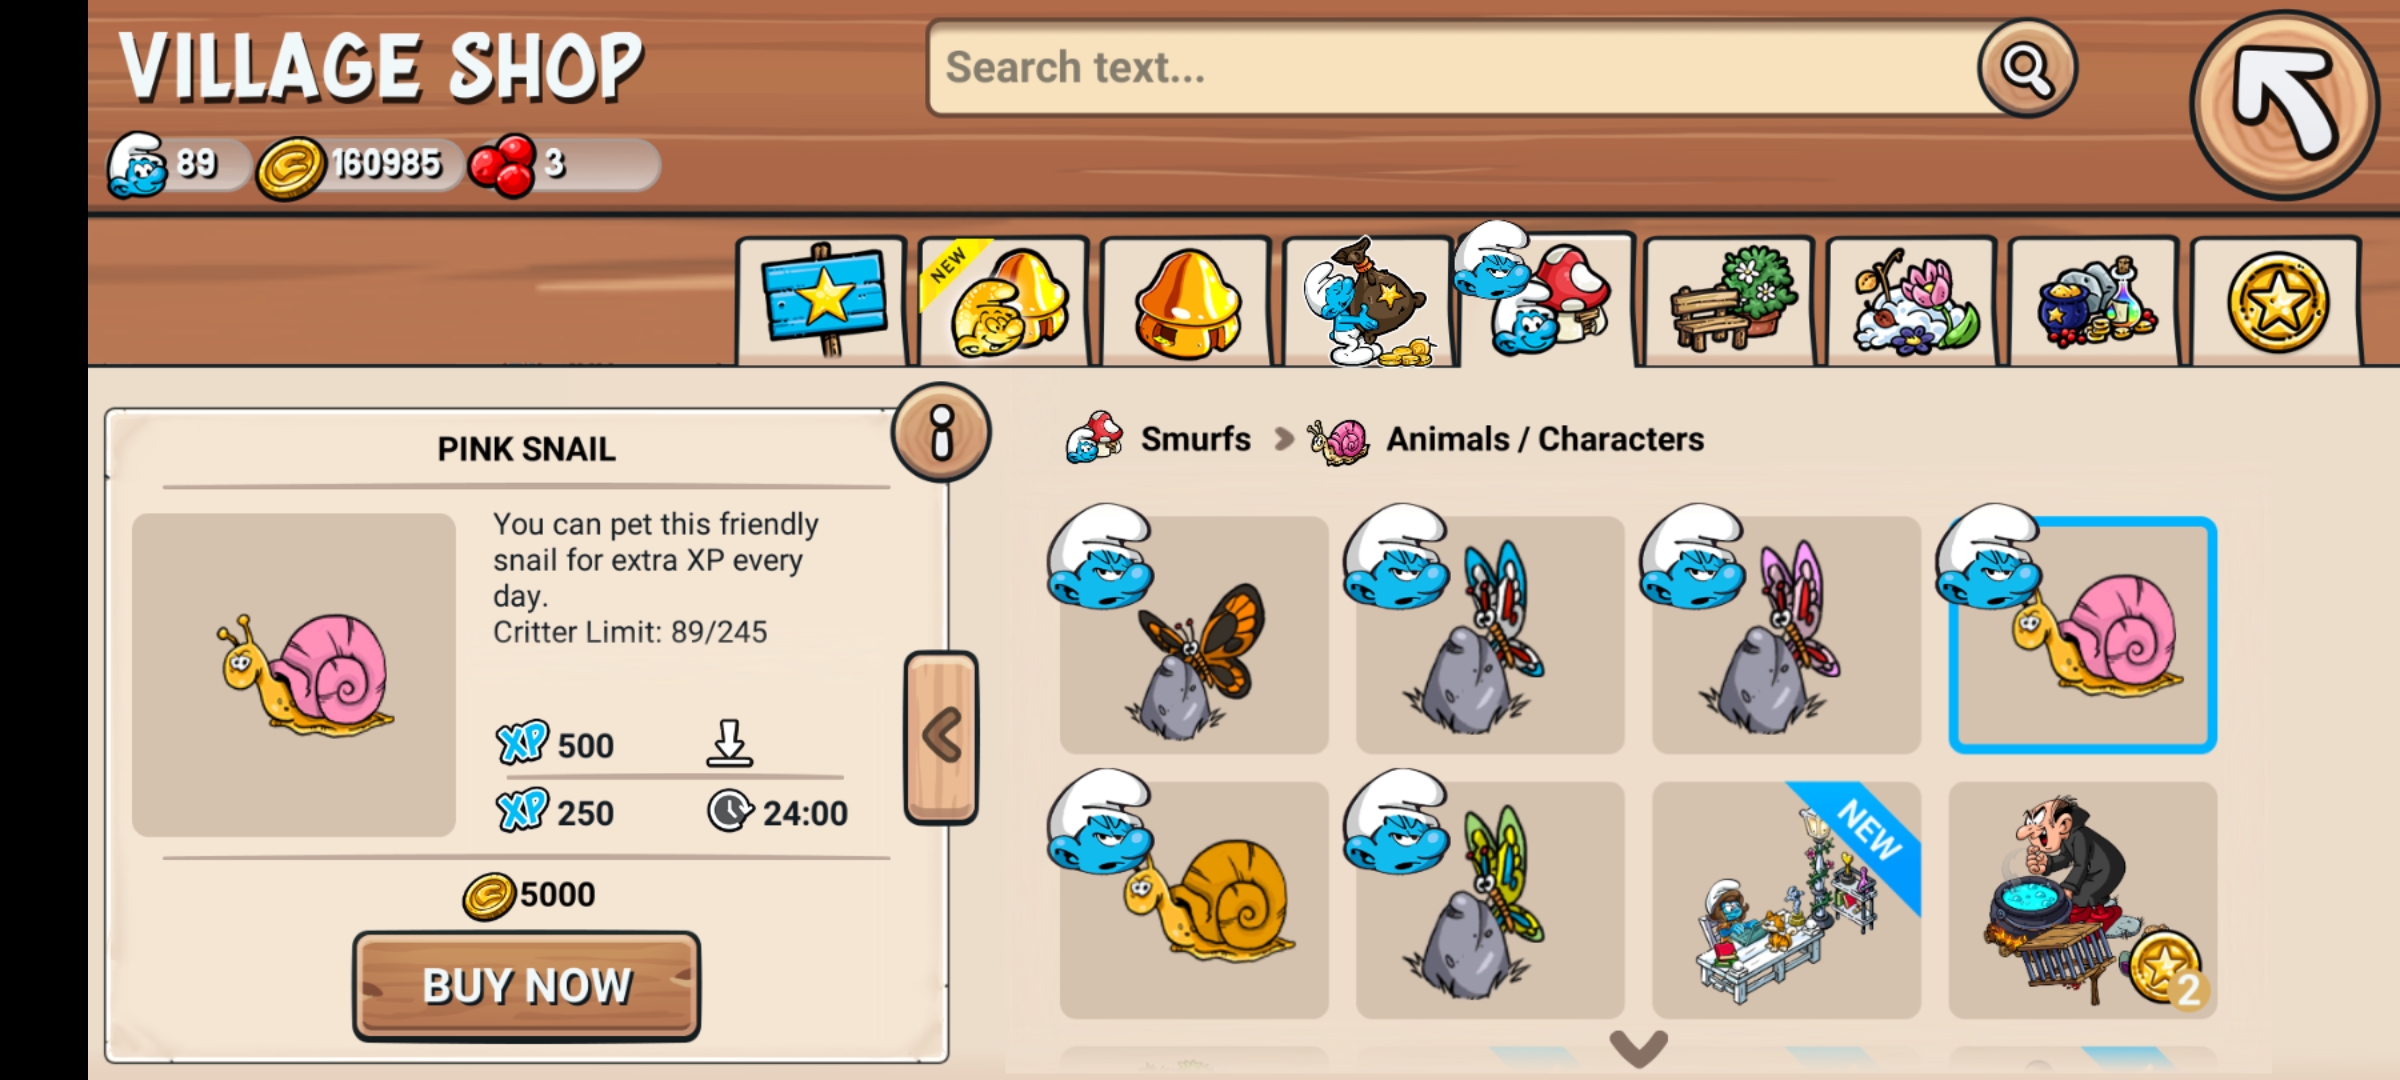 VILLAGE SHOP
Search text...
89
160985
3
NEW
PINK SNAIL
You can pet this friendly
snail for extra XP every
day.
Critter Limit: 89/245
XP 500
XP 250
24:00
5000
BUY NOW
Smurfs
Animals / Characters
NEW
2